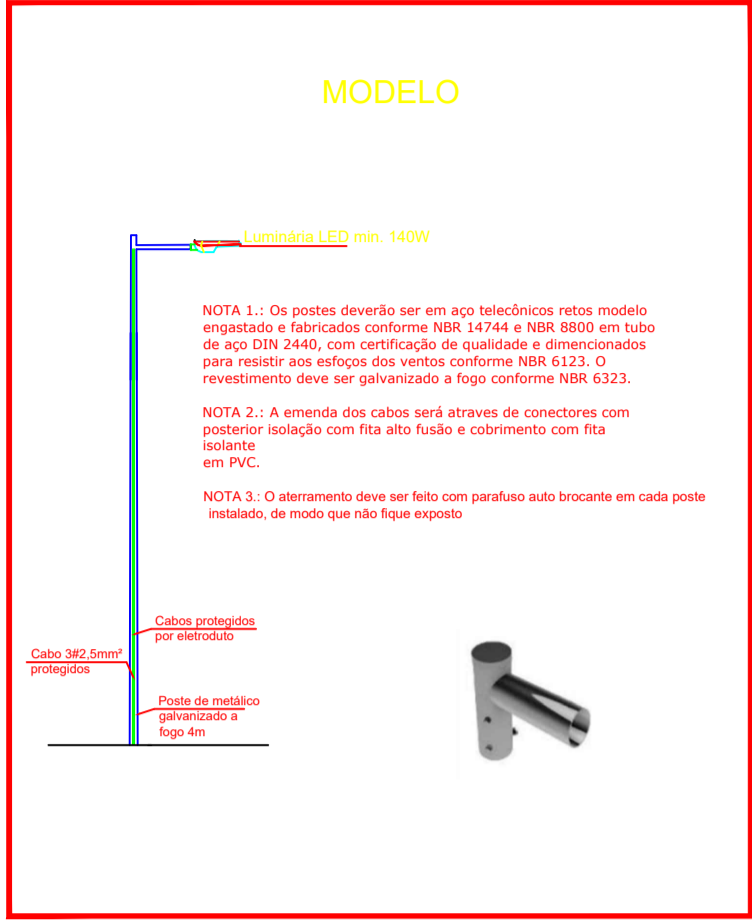 MODELO
Luminária LED min. 140W
NOTA 1.: Os postes deverão ser em aço telecônicos retos modelo
engastado e fabricados conforme NBR 14744 e NBR 8800 em tubo
de aço DIN 2440, com certificação de qualidade e dimencionados
para resistir aos esfoços dos ventos conforme NBR 6123. O
revestimento deve ser galvanizado a fogo conforme NBR 6323.
NOTA 2.: A emenda dos cabos será atraves de conectores com
posterior isolação com fita alto fusão e cobrimento com fita
isolante
em PVC.
NOTA 3.: O aterramento deve ser feito com parafuso auto brocante em cada poste
instalado, de modo que não fique exposto
Cabos protegidos
por eletroduto
Cabo 3#2,5mm²
protegidos
Poste de metálico
galvanizado a
fogo 4m